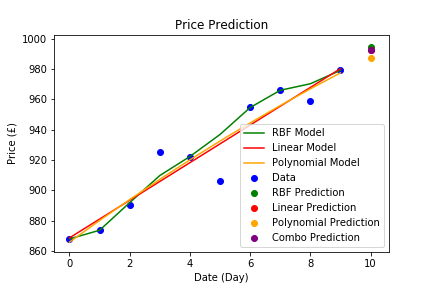 Price Prediction
1000
980
960
940
920
900
880
860
Price (£)
0
2
4
6
8
10
Date (Day)
RBF Model
Linear Model
Polynomial Model
Data
RBF Prediction
Linear Prediction
Polynomial Prediction
Combo Prediction